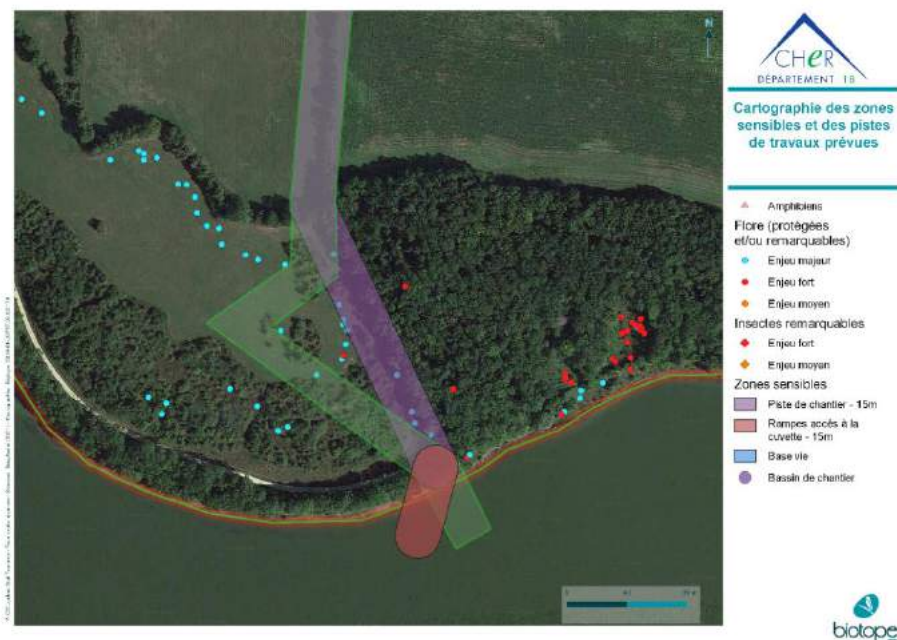 N
CHeR
DÉPARTEMENT 18
Cartographie des zones
sensibles et des pistes
de travaux prévues
Amphibiens
Flore (protégées
et/ou remarquables)
Enjeu majeur
Enjeu fort
Enjeu moyen
Insectes remarquables
Enjeu fort
Enjeu moyen
Zones sensibles
Piste de chantier - 15m
Rampes accès à la
cuvette - 15m
Base vie
Bassin de chantier
biotope